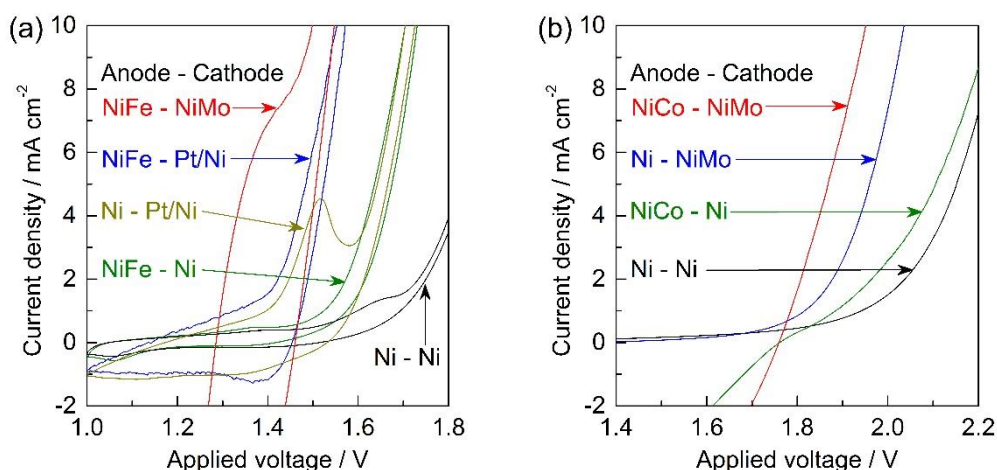 (a)
10
8
6
4
2
0
-2
Current density / mA cm-2
Anode - Cathode
NiFe - NiMo
NiFe - Pt/Ni
Ni - Pt/Ni
NiFe - Ni
Ni - Ni
1.0 1.2 1.4 1.6 1.8
Applied voltage / V
(b)
10
8
6
4
2
0
-2
Current density / mA cm-2
Anode - Cathode
NiCo - NiMo
Ni - NiMo
NiCo - Ni
Ni - Ni
1.4 1.6 1.8 2.0 2.2
Applied voltage / V